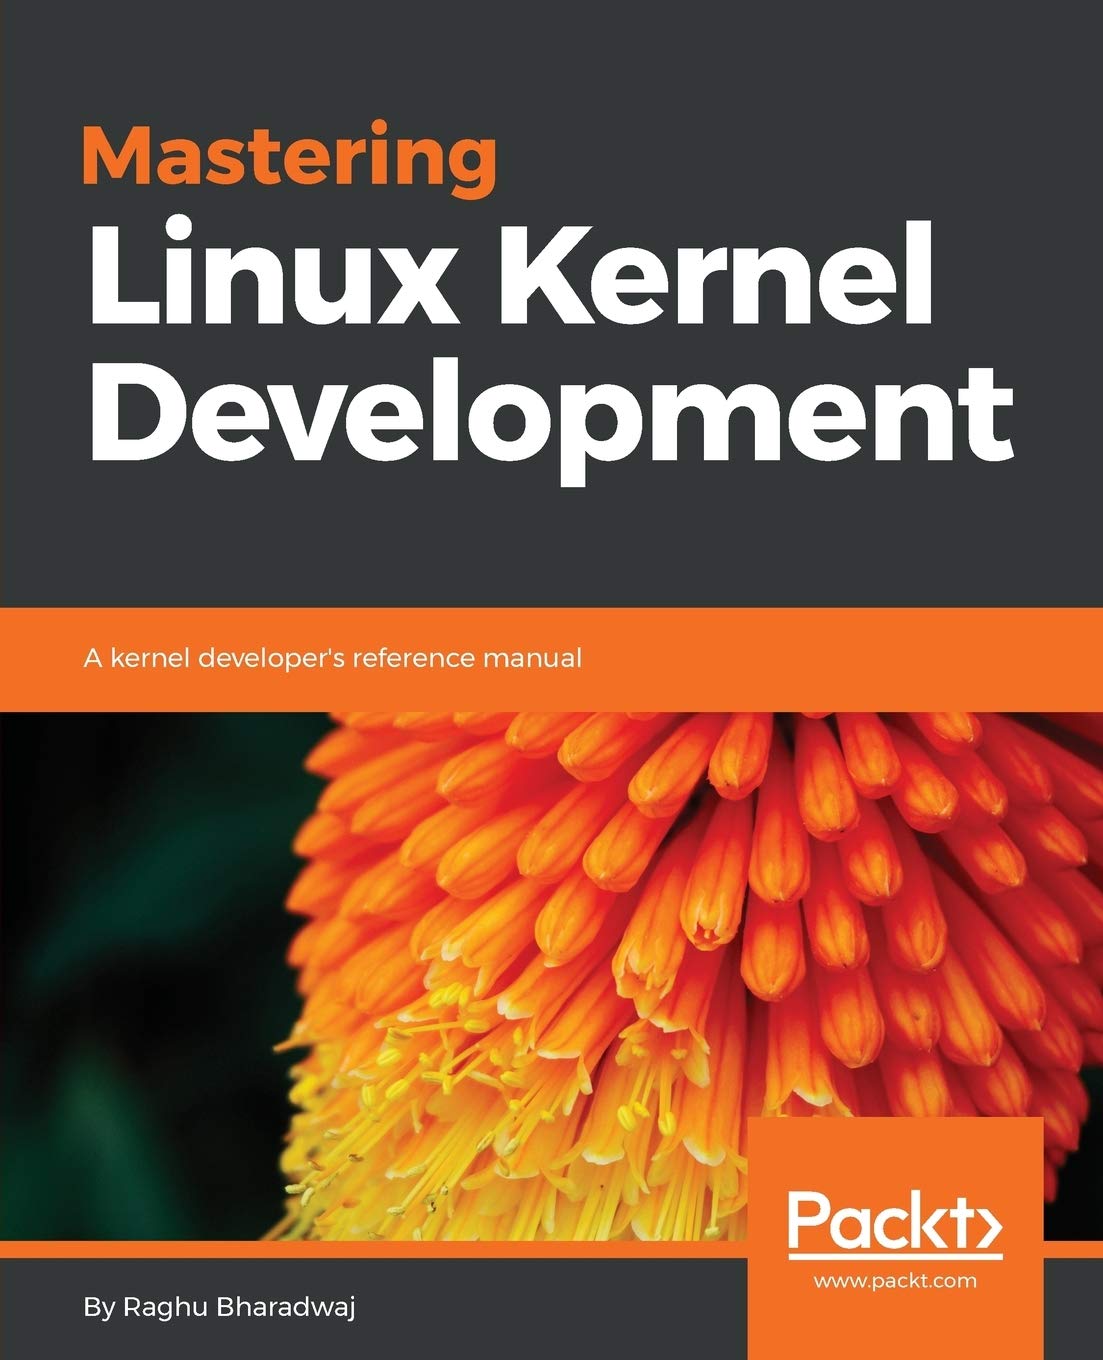 Mastering
Linux Kernel
Development
A kernel developer's reference manual
Packt>
www.packt.com
By Raghu Bharadwaj